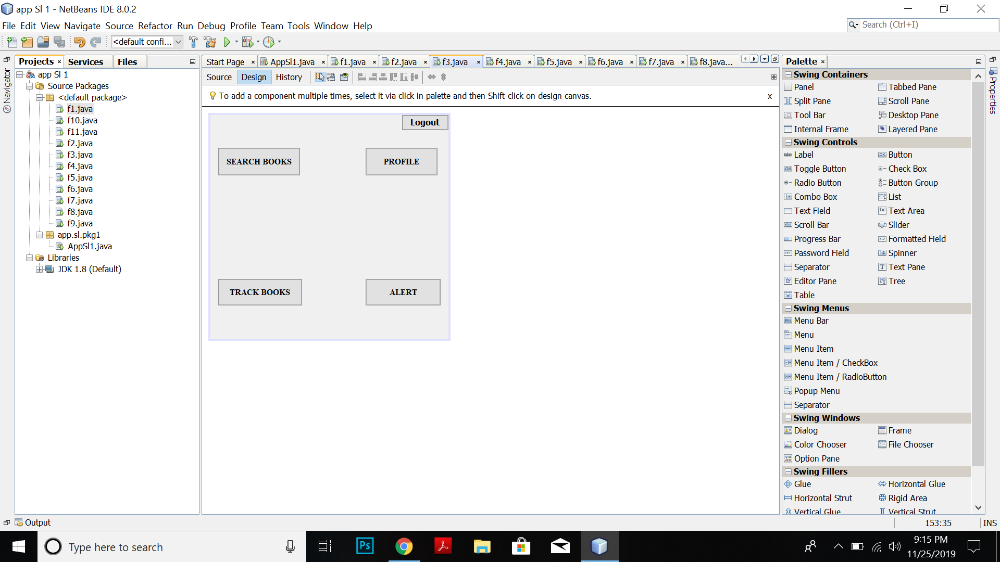 app Sl 1 - NetBeans IDE 8.0.2
File Edit View Navigate Source Refactor Run Debug Profile Team Tools Window Help
Search (Ctrl+I)
<default confi...
Projects Services Files
Navigator
app Sl 1
Source Packages
<default package>
f1.java
f10.java
f11.java
f2.java
f3.java
f4.java
f5.java
f6.java
f7.java
f8.java
f9.java
app.sl.pkg1
AppSl1.java
Libraries
JDK 1.8 (Default)
Start Page AppSl1.java f1.java f2.java f3.java f4.java f5.java f6.java f7.java f8.java...
Source Design History
To add a component multiple times, select it via click in palette and then Shift-click on design canvas. x
Logout
SEARCH BOOKS PROFILE
TRACK BOOKS ALERT
Palette
Properties
Swing Containers
Panel Tabbed Pane
Split Pane Scroll Pane
Tool Bar Desktop Pane
Internal Frame Layered Pane
Swing Controls
label Label OK Button
ON Toggle Button Check Box
Radio Button Button Group
Combo Box List
Text Field Text Area
Scroll Bar Slider
Progress Bar Formatted Field
Password Field Spinner
Separator Text Pane
Editor Pane Tree
Table
Swing Menus
File Menu Bar
Menu
Menu Item
Menu Item / CheckBox
Menu Item / RadioButton
Popup Menu
Separator
Swing Windows
Dialog Frame
Color Chooser File Chooser
Option Pane
Swing Fillers
Glue Horizontal Glue
Horizontal Strut Rigid Area
Vertical Glue Vertical Strut
Output
153:35 INS
Type here to search
Ps
9:15 PM
11/25/2019